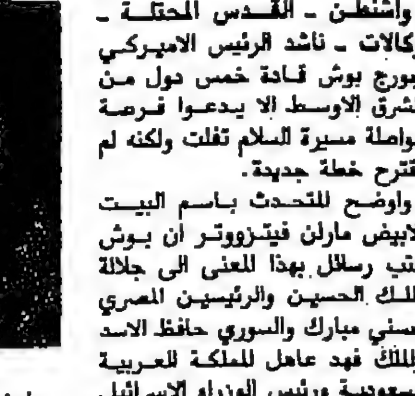 واشنطن - القدس المحتلة -
وكالات - ناشد الرئيس الاميركي
جورج بوش قادة خمس دول من
الشرق الاوسط الا يدعوا فرصة
مواصلة مسيرة السلام تفلت ولكنه لم
يقترح خطة جديدة.
واوضح المتحدث باسم البيت
الابيض مارلن فيتزووتر ان بوش
كتب رسائل بهذا المعنى الى جلالة
الملك الحسين والرئيسين المصري
حسني مبارك والسوري حافظ الاسد
والملك فهد عاهل المملكة العربية
السعودية ورئيس الوزراء الاسرائيلي